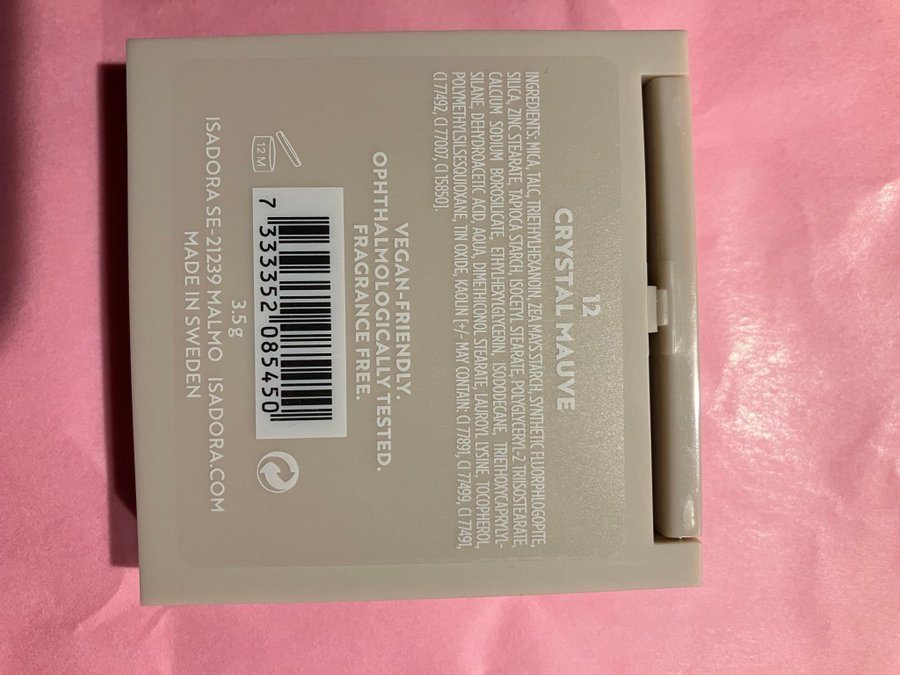 12
CRYSTAL MAUVE
INGREDIENTS: MICA, TALC, TRIETHYLHEXANOIN, ZEA MAYS STARCH, SYNTHETIC FLUORPHLOGOPITE,
SILICA, ZINC STEARATE, TAPIOCA STARCH, ISOCETYL STEARATE, POLYGLYCERYL-2 TRIISOSTEARATE,
CALCIUM SODIUM BOROSILICATE, ETHYLHEXYLGLYCERIN, ISODODECANE, TRIETHOXYCAPRYLYL-
SILANE, DEHYDROACETIC ACID, AQUA, DIMETHICONOL STEARATE, LAUROYL LYSINE, TOCOPHEROL,
POLYMETHYLSILSESQUIOXANE, TIN OXIDE, KAOLIN [+/- MAY CONTAIN: CI 77891, CI 77499, CI 77491,
CI 77492, CI 77007, CI 15850].
VEGAN-FRIENDLY.
OPHTHALMOLOGICALLY TESTED.
FRAGRANCE FREE.
12 M
7 333352 085450
3.5g
ISADORA SE-21239 MALMO ISADORA.COM
MADE IN SWEDEN